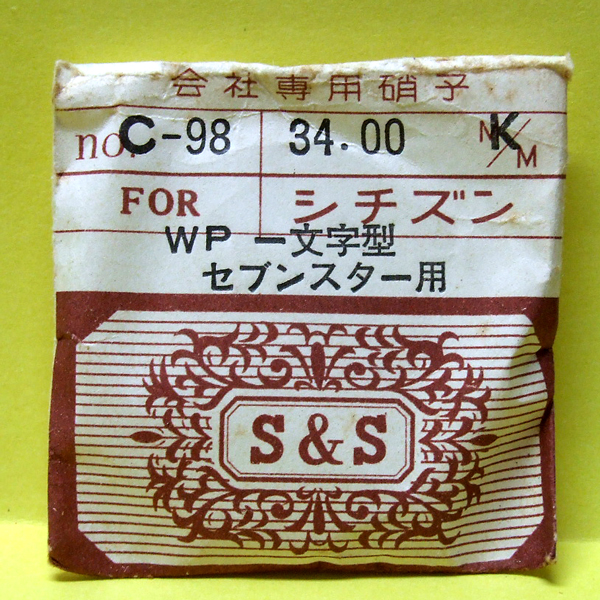 会社専用硝子
no. C-98 34.00 K N/M
FOR シチズン
WP 一文字型
セブンスター用
S&S